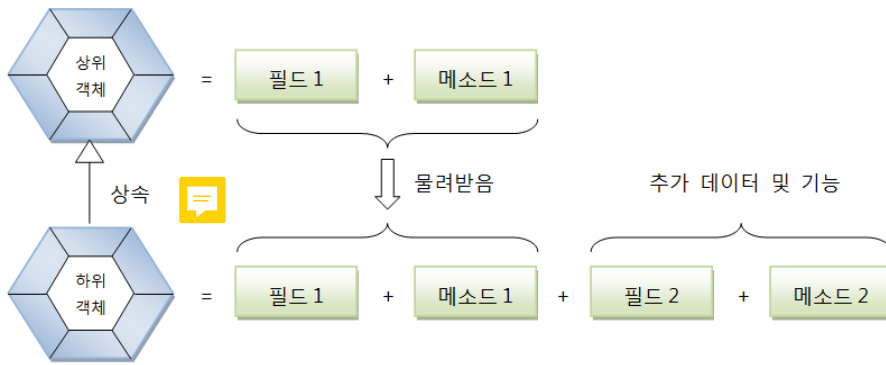 상위
객체
= 필드 1 + 메소드 1
상속
물려받음
추가 데이터 및 기능
하위
객체
= 필드 1 + 메소드 1 + 필드 2 + 메소드 2